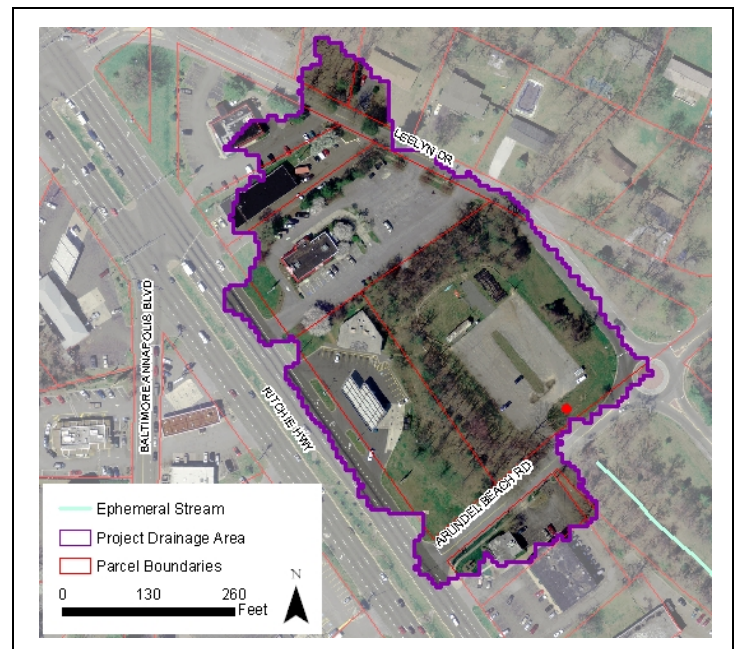 LEELYN DR
BALTIMORE ANNAPOLIS BLVD
RITCHIE HWY
ARUNDEL BEACH RD
Ephemeral Stream
Project Drainage Area
Parcel Boundaries
N
0 130 260
Feet